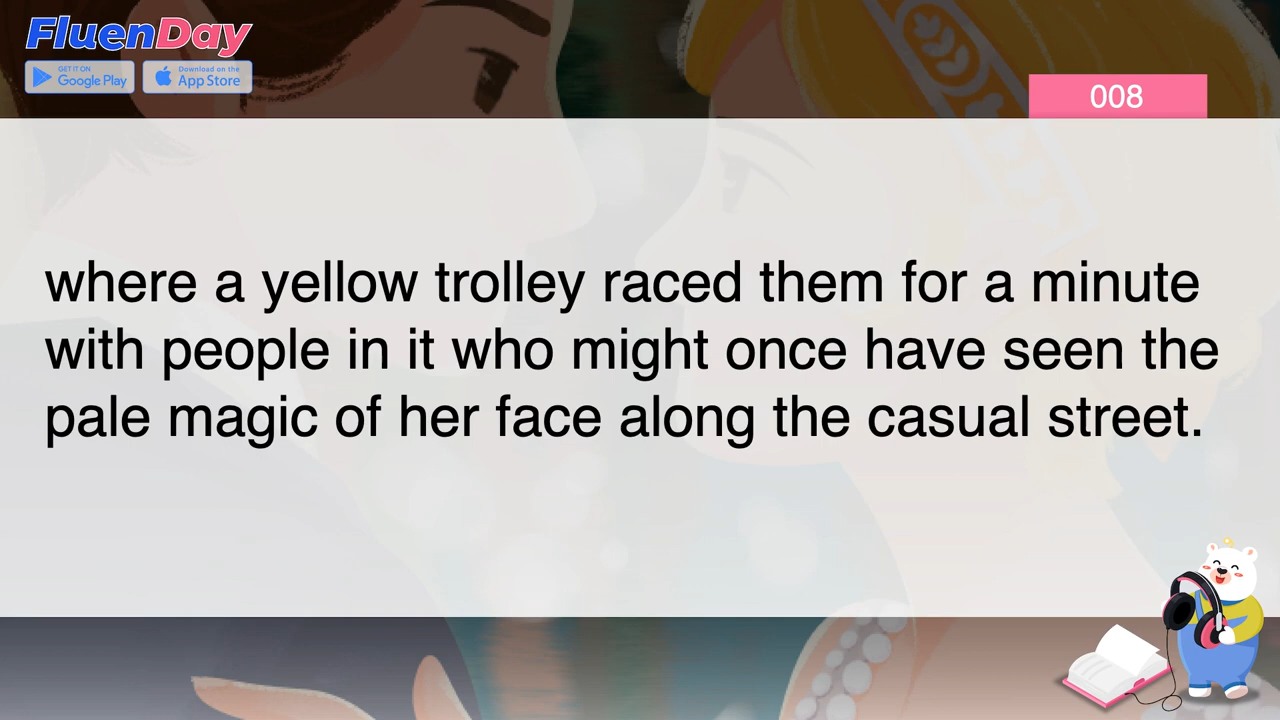 FluenDay
GET IT ON
Google Play
Download on the
App Store
008
where a yellow trolley raced them for a minute
with people in it who might once have seen the
pale magic of her face along the casual street.